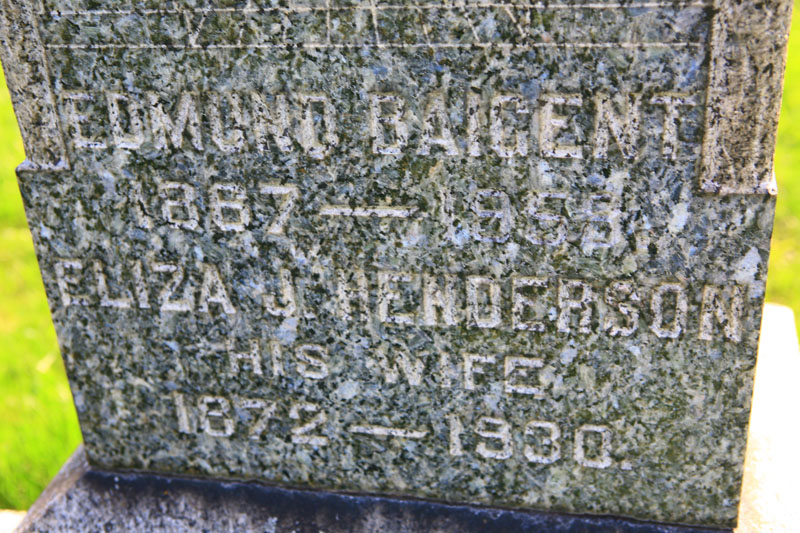 EDMUND BAIGENT
1867 — 1953
ELIZA J. HENDERSON
HIS WIFE
1872 — 1930.